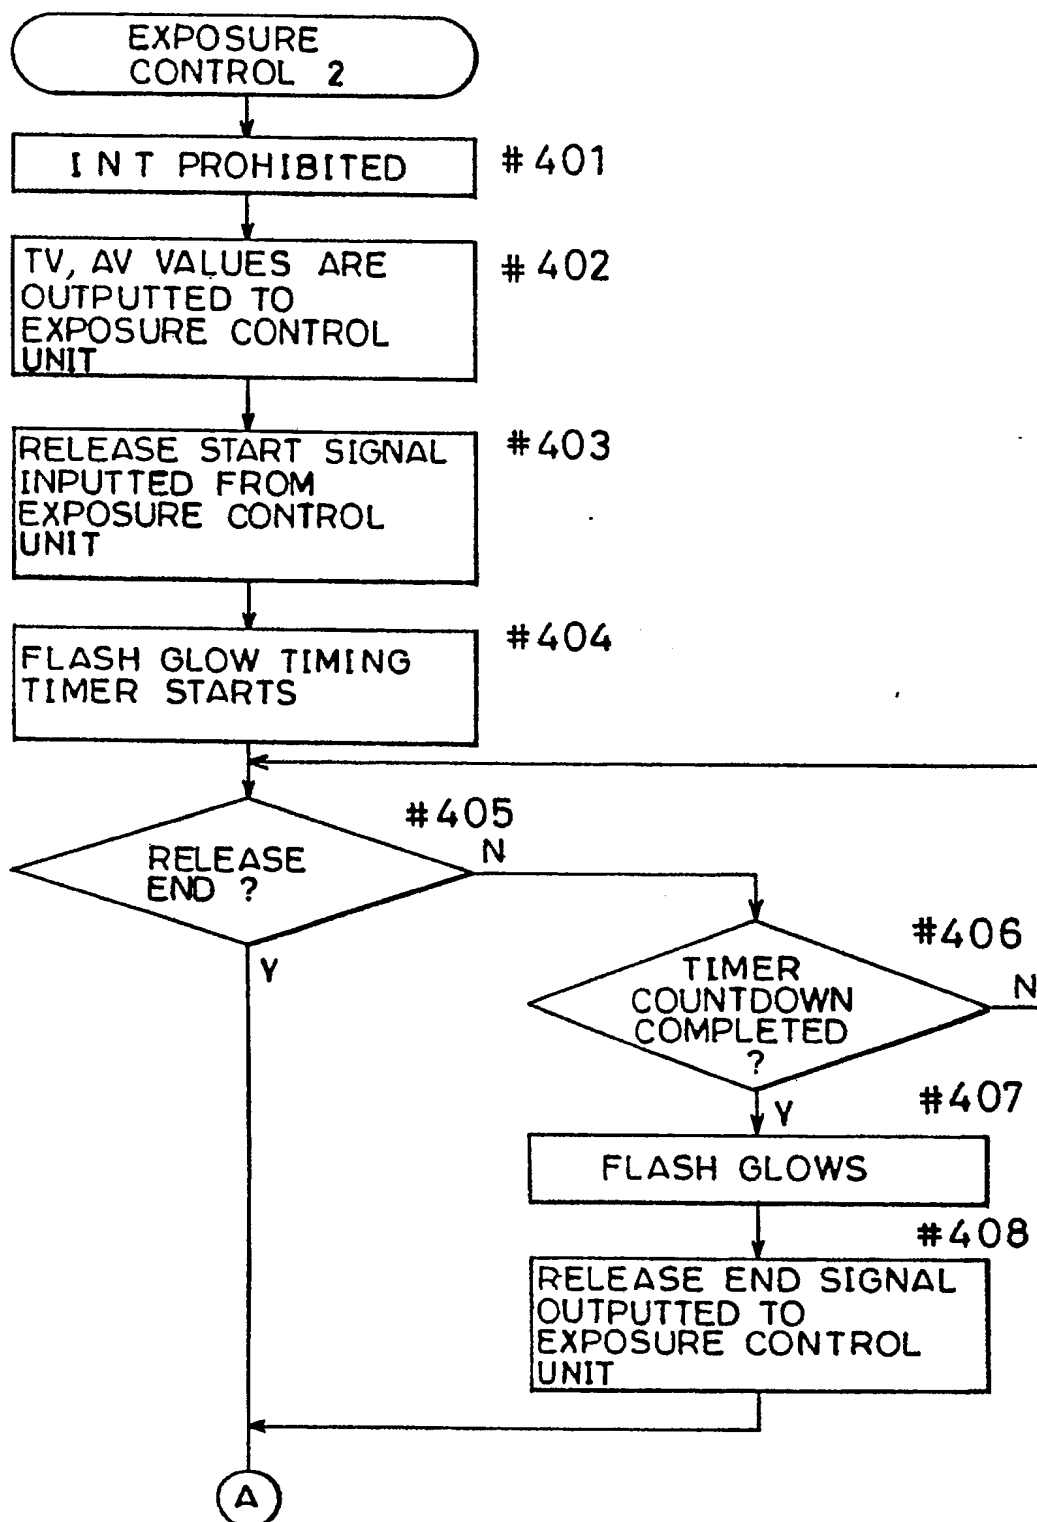 EXPOSURE
CONTROL 2
INT PROHIBITED
#401
TV, AV VALUES ARE
OUTPUTTED TO
EXPOSURE CONTROL
UNIT
#402
RELEASE START SIGNAL
INPUTTED FROM
EXPOSURE CONTROL
UNIT
#403
FLASH GLOW TIMING
TIMER STARTS
#404
#405
RELEASE
END ?
N
Y
#406
TIMER
COUNTDOWN
COMPLETED
?
N
Y
#407
FLASH GLOWS
#408
RELEASE END SIGNAL
OUTPUTTED TO
EXPOSURE CONTROL
UNIT
A